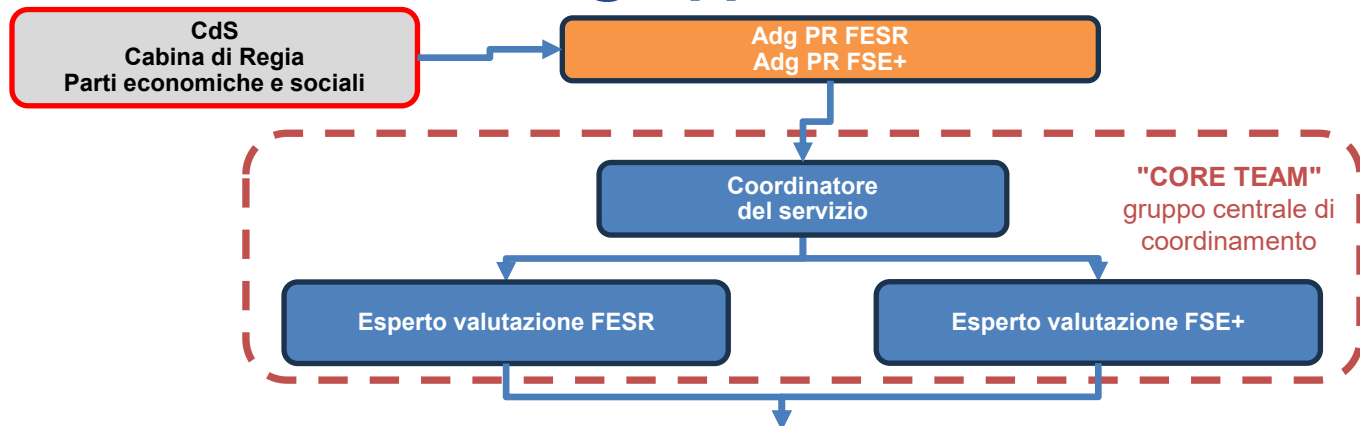 CdS
Cabina di Regia
Parti economiche e sociali
Adg PR FESR
Adg PR FSE+
Coordinatore
del servizio
"CORE TEAM"
gruppo centrale di
coordinamento
Esperto valutazione FESR
Esperto valutazione FSE+